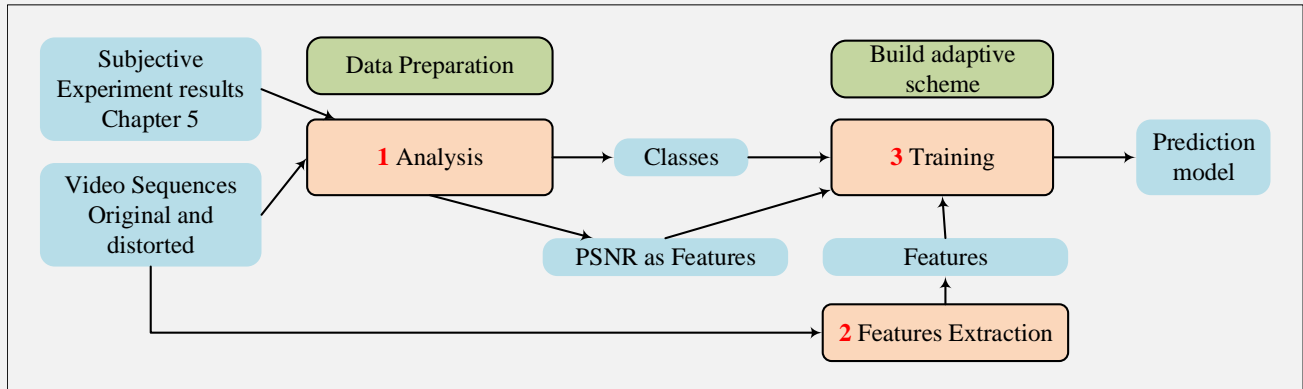 Subjective
Experiment results
Chapter 5
Data Preparation
Build adaptive
scheme
1 Analysis
Classes
3 Training
Prediction
model
Video Sequences
Original and
distorted
PSNR as Features
Features
2 Features Extraction